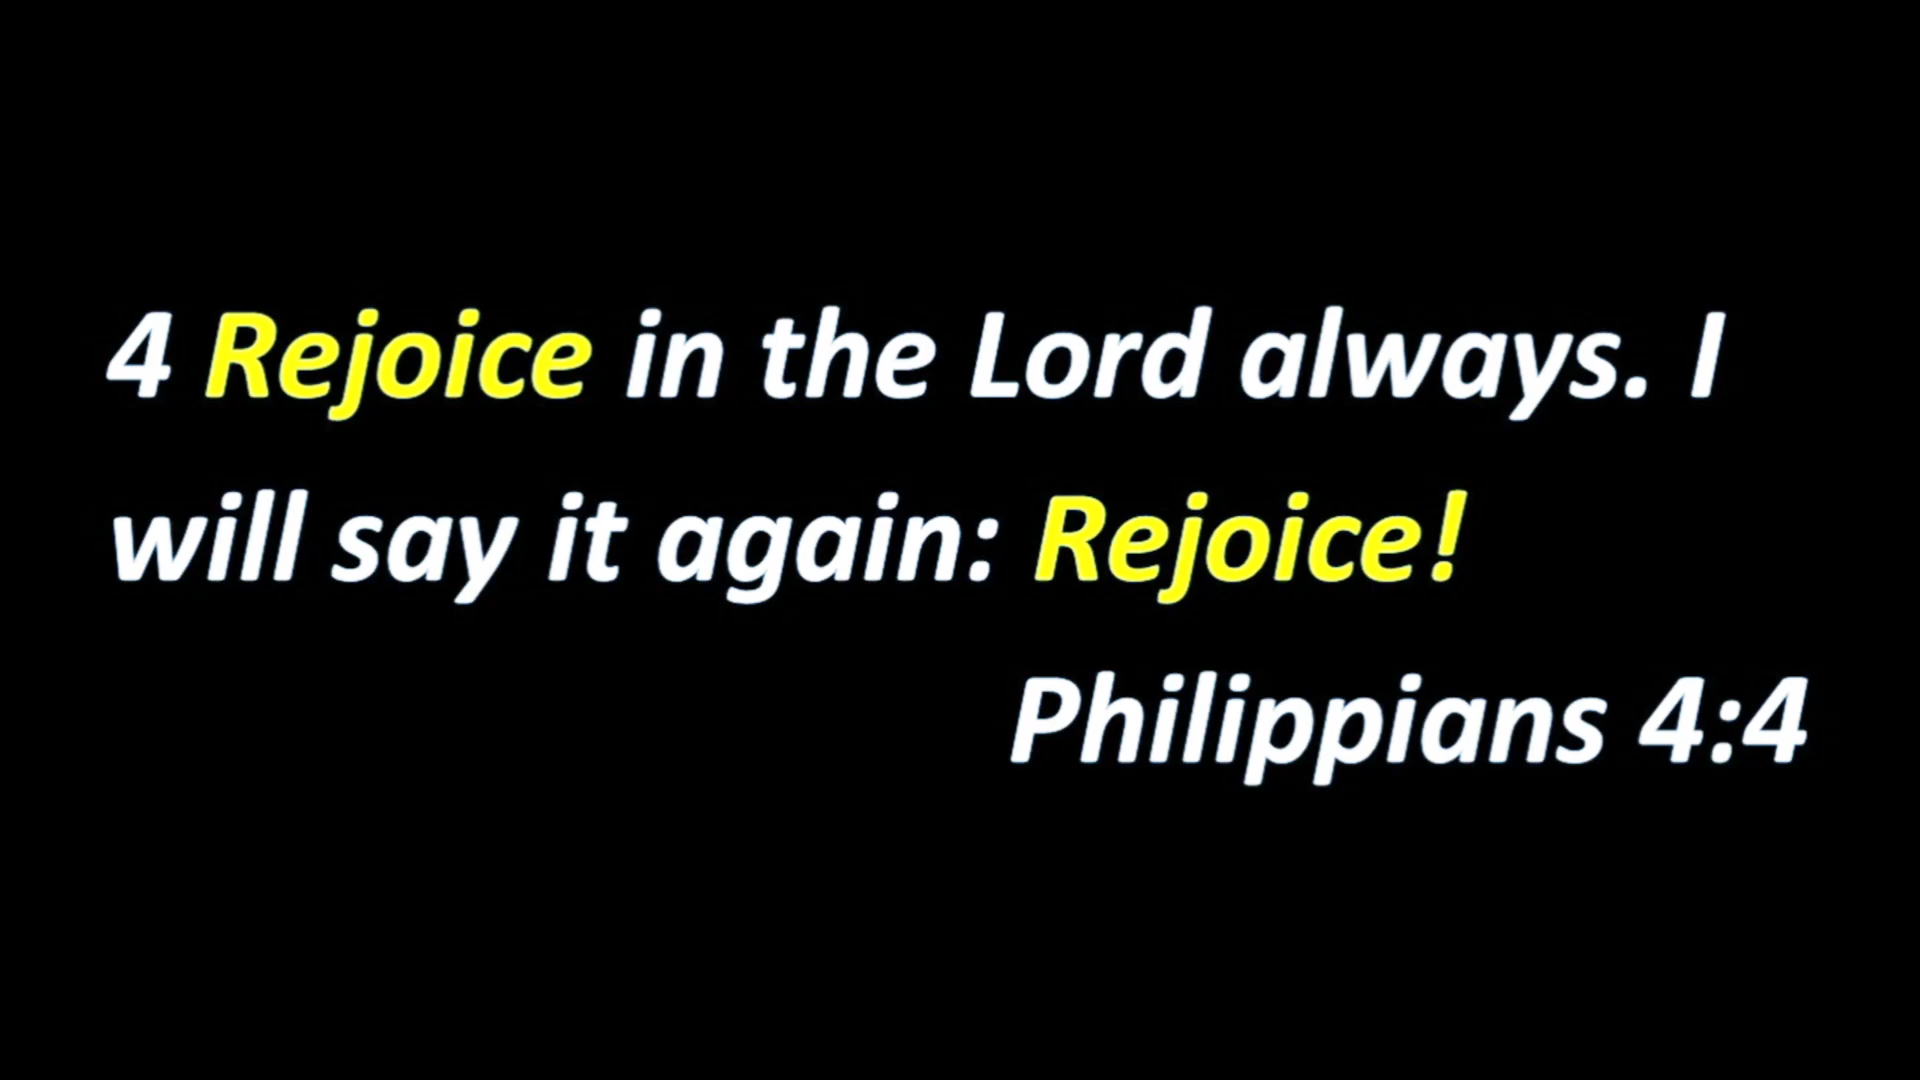 4 Rejoice in the Lord always. I
will say it again: Rejoice!
Philippians 4:4